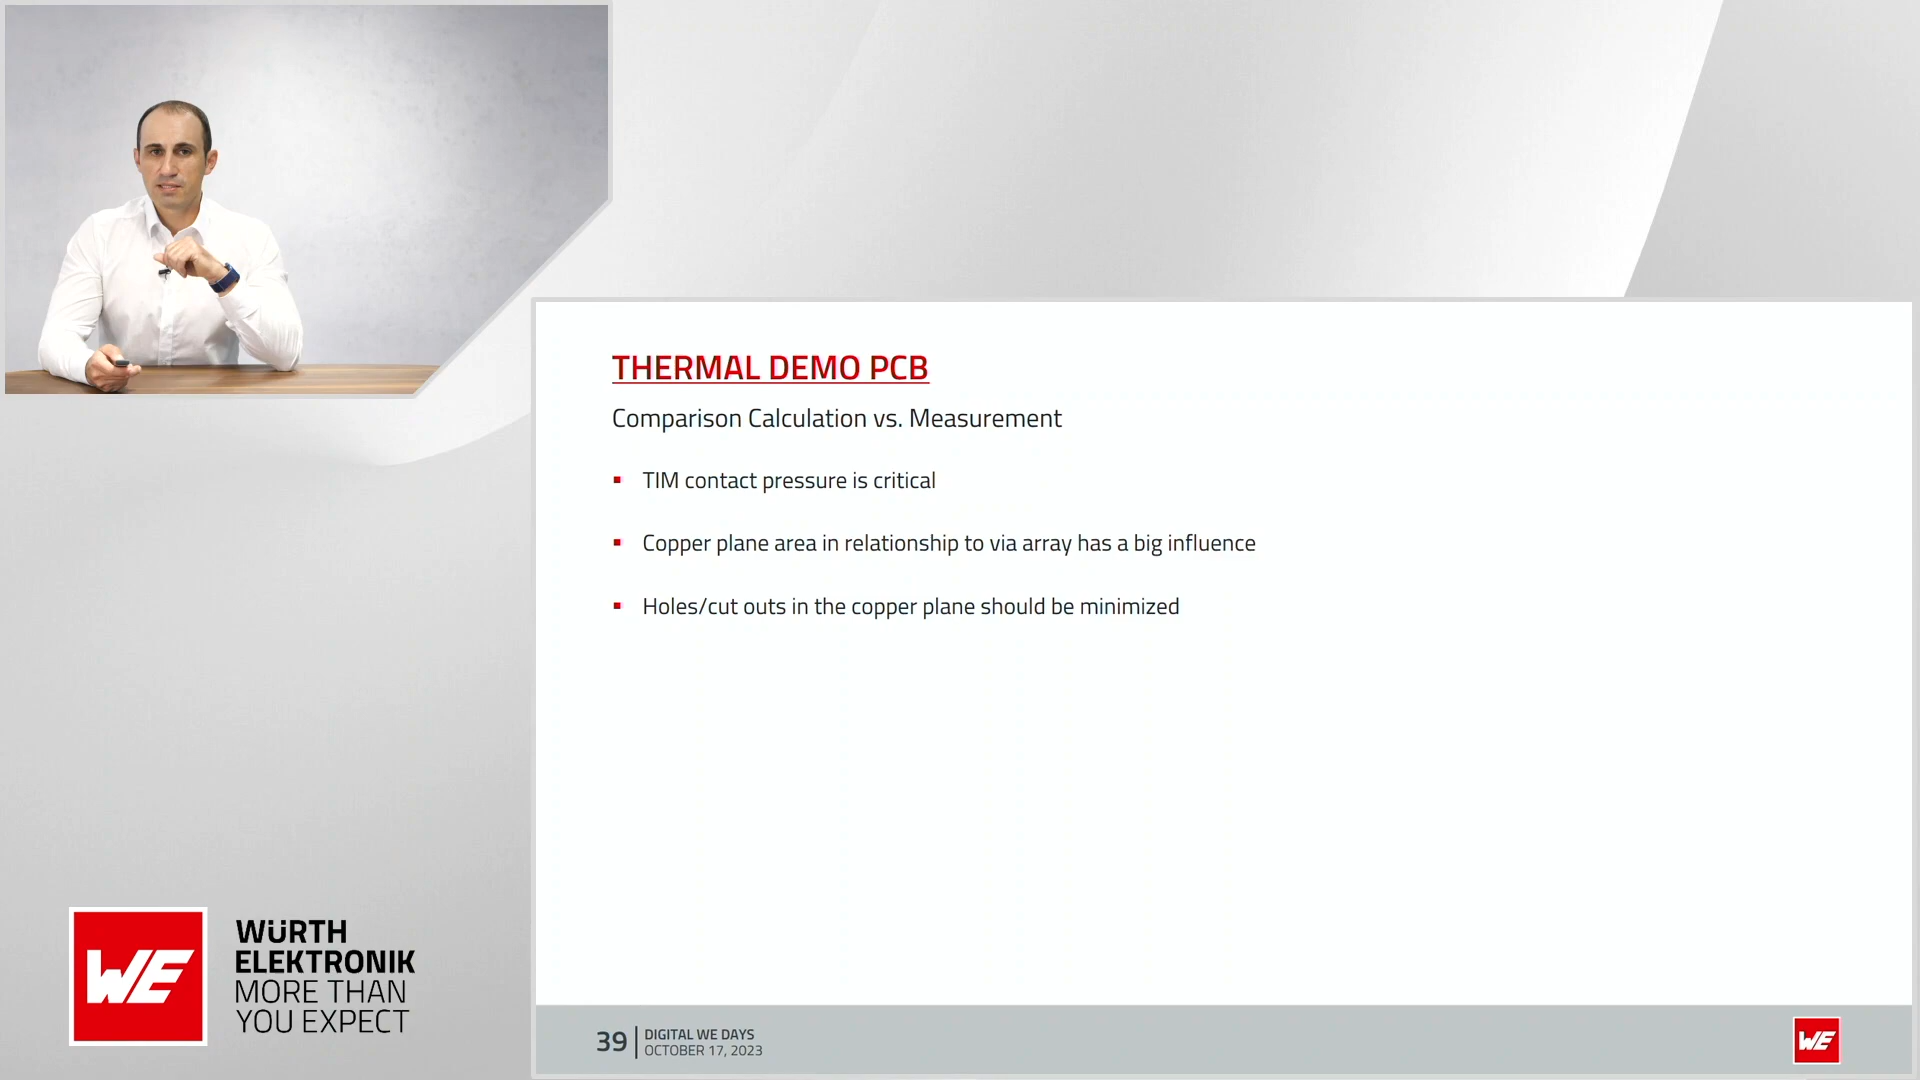 THERMAL DEMO PCB
Comparison Calculation vs. Measurement
▪ TIM contact pressure is critical
▪ Copper plane area in relationship to via array has a big influence
▪ Holes/cut outs in the copper plane should be minimized
WE
WÜRTH
ELEKTRONIK
MORE THAN
YOU EXPECT
39
DIGITAL WE DAYS
OCTOBER 17, 2023
WE